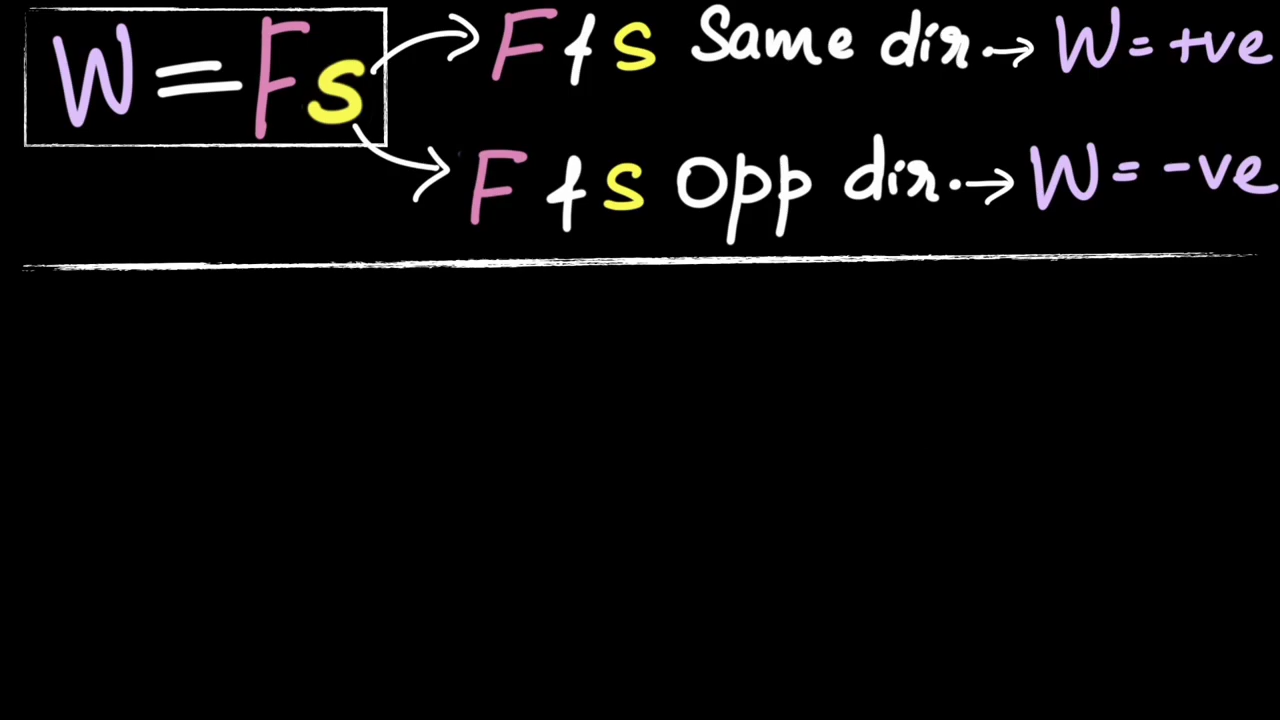 W = Fs
F & s Same dir. → W = +ve
F & s Opp dir. → W = -ve